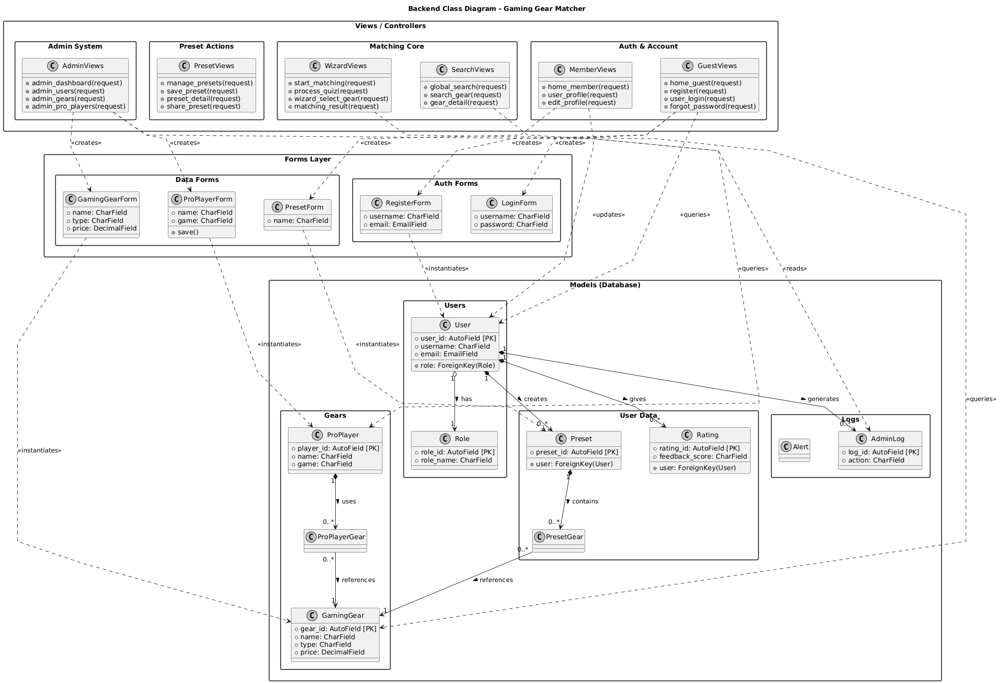 Backend Class Diagram - Gaming Gear Matcher
Views / Controllers
Admin System
C AdminViews
admin_dashboard(request)
admin_users(request)
admin_gears(request)
admin_pro_players(request)
Preset Actions
C PresetViews
manage_presets(request)
save_preset(request)
preset_detail(request)
share_preset(request)
Matching Core
C WizardViews
start_matching(request)
process_quiz(request)
wizard_select_gear(request)
matching_result(request)
C SearchViews
global_search(request)
search_gear(request)
gear_detail(request)
Auth & Account
C MemberViews
home_member(request)
user_profile(request)
edit_profile(request)
C GuestViews
home_guest(request)
register(request)
user_login(request)
forgot_password(request)
«creates»
«creates»
«creates»
«creates»
«creates»
Forms Layer
Data Forms
C GamingGearForm
name: CharField
type: CharField
price: DecimalField
C ProPlayerForm
name: CharField
game: CharField
save()
C PresetForm
name: CharField
Auth Forms
C RegisterForm
username: CharField
email: EmailField
C LoginForm
username: CharField
password: CharField
«updates»
«queries»
«instantiates»
«queries»
«reads»
Models (Database)
Users
C User
user_id: AutoField [PK]
username: CharField
email: EmailField
role: ForeignKey(Role)
«instantiates»
«instantiates»
1
1
1
1
has
creates
gives
generates
«queries»
1
0..*
0..*
0..*
C Role
role_id: AutoField [PK]
role_name: CharField
Gears
C ProPlayer
player_id: AutoField [PK]
name: CharField
game: CharField
User Data
C Preset
preset_id: AutoField [PK]
user: ForeignKey(User)
C Rating
rating_id: AutoField [PK]
feedback_score: CharField
user: ForeignKey(User)
Logs
C Alert
C AdminLog
log_id: AutoField [PK]
action: CharField
«instantiates»
1
uses
0..*
1
contains
0..*
C ProPlayerGear
C PresetGear
0..*
references
1
0..*
references
1
C GamingGear
gear_id: AutoField [PK]
name: CharField
type: CharField
price: DecimalField